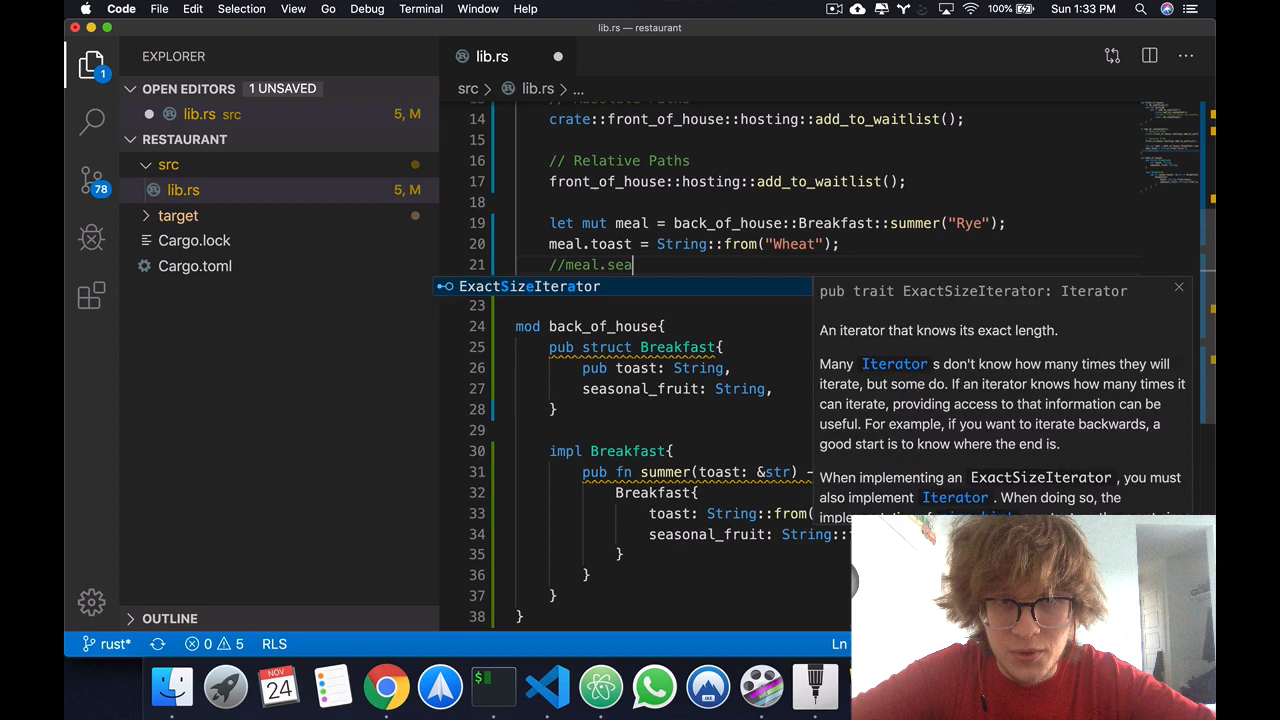 Code File Edit Selection View Go Debug Terminal Window Help 100% Sun 1:33 PM
lib.rs — restaurant
EXPLORER
lib.rs
OPEN EDITORS 1 UNSAVED
src lib.rs ...
lib.rs src 5, M
RESTAURANT
src
lib.rs 5, M
target
Cargo.lock
Cargo.toml
OUTLINE
1
78
14 crate::front_of_house::hosting::add_to_waitlist();
15
16 // Relative Paths
17 front_of_house::hosting::add_to_waitlist();
18
19 let mut meal = back_of_house::Breakfast::summer("Rye");
20 meal.toast = String::from("Wheat");
21 //meal.sea
ExactSizeIterator
23
24 mod back_of_house{
25 pub struct Breakfast{
26 pub toast: String,
27 seasonal_fruit: String,
28 }
29
30 impl Breakfast{
31 pub fn summer(toast: &str)
32 Breakfast{
33 toast: String::from(
34 seasonal_fruit: String::
35 }
36 }
37 }
38 }
pub trait ExactSizeIterator: Iterator
An iterator that knows its exact length.
Many Iterator s don't know how many times they will
iterate, but some do. If an iterator knows how many times it
can iterate, providing access to that information can be
useful. For example, if you want to iterate backwards, a
good start is to know where the end is.
When implementing an ExactSizeIterator , you must
also implement Iterator . When doing so, the
rust* 0 5 RLS Ln
NOV
24
$